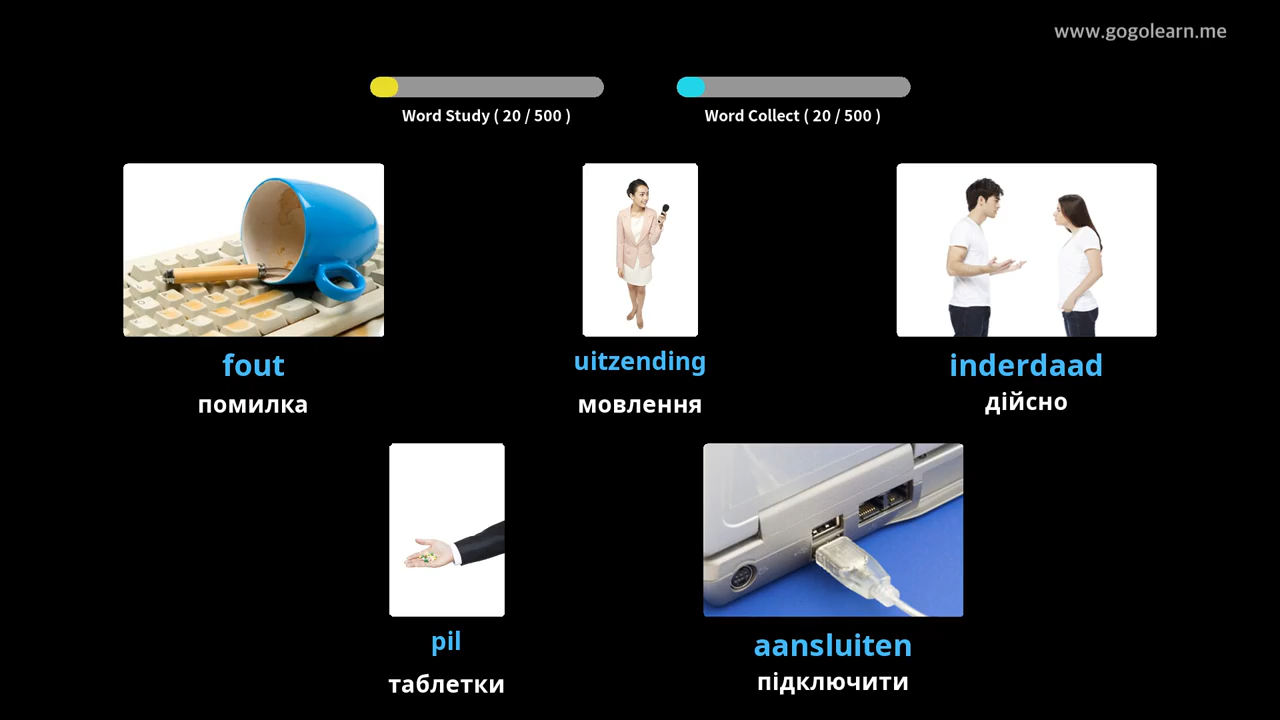 www.gogolearn.me
Word Study ( 20 / 500 )
Word Collect ( 20 / 500 )
fout
помилка
uitzending
мовлення
inderdaad
дійсно
pil
таблетки
aansluiten
підключити